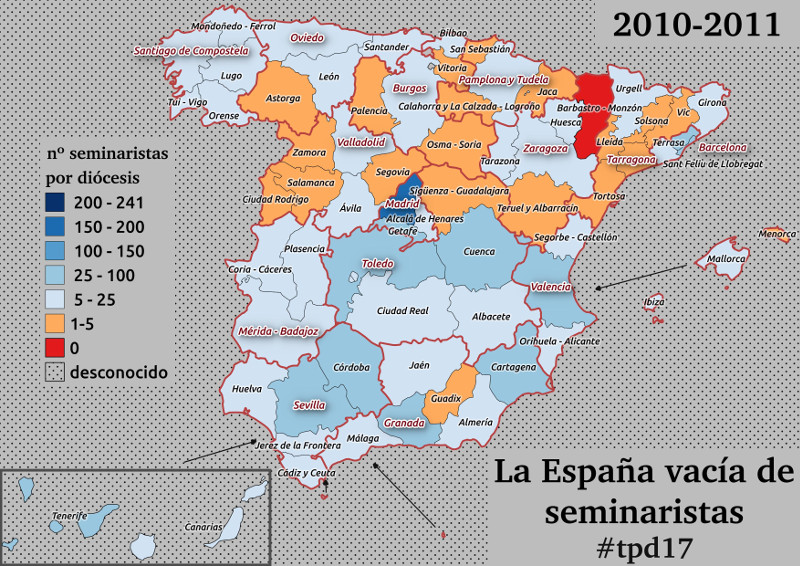 2010-2011
Bilbao
Mondoñedo - Ferrol
Oviedo
Santander
San Sebastián
Santiago de Compostela
Vitoria
Lugo
León
Pamplona y Tudela
Jaca
Urgell
Burgos
Astorga
Tui - Vigo
Palencia
Calahorra y La Calzada - Logroño
Barbastro - Monzón
Girona
Vic
Orense
Huesca
Solsona
Valladolid
Osma - Soria
Zaragoza
Lleida
Terrasa
Barcelona
Zamora
Tarazona
Tarragona
Sant Feliu de Llobregat
nº seminaristas
por diócesis
200 - 241
150 - 200
100 - 150
25 - 100
5 - 25
1-5
0
desconocido
Segovia
Salamanca
Sigüenza - Guadalajara
Ciudad Rodrigo
Ávila
Madrid
Tortosa
Teruel y Albarracín
Alcalá de Henares
Getafe
Segorbe - Castellón
Menorca
Plasencia
Cuenca
Mallorca
Toledo
Coria - Cáceres
Valencia
Ibiza
Ciudad Real
Albacete
Mérida - Badajoz
Orihuela - Alicante
Córdoba
Jaén
Cartagena
Huelva
Guadix
Sevilla
Granada
Almería
Málaga
Jerez de la Frontera
Cádiz y Ceuta
Tenerife
Canarias
La España vacía de
seminaristas
#tpd17